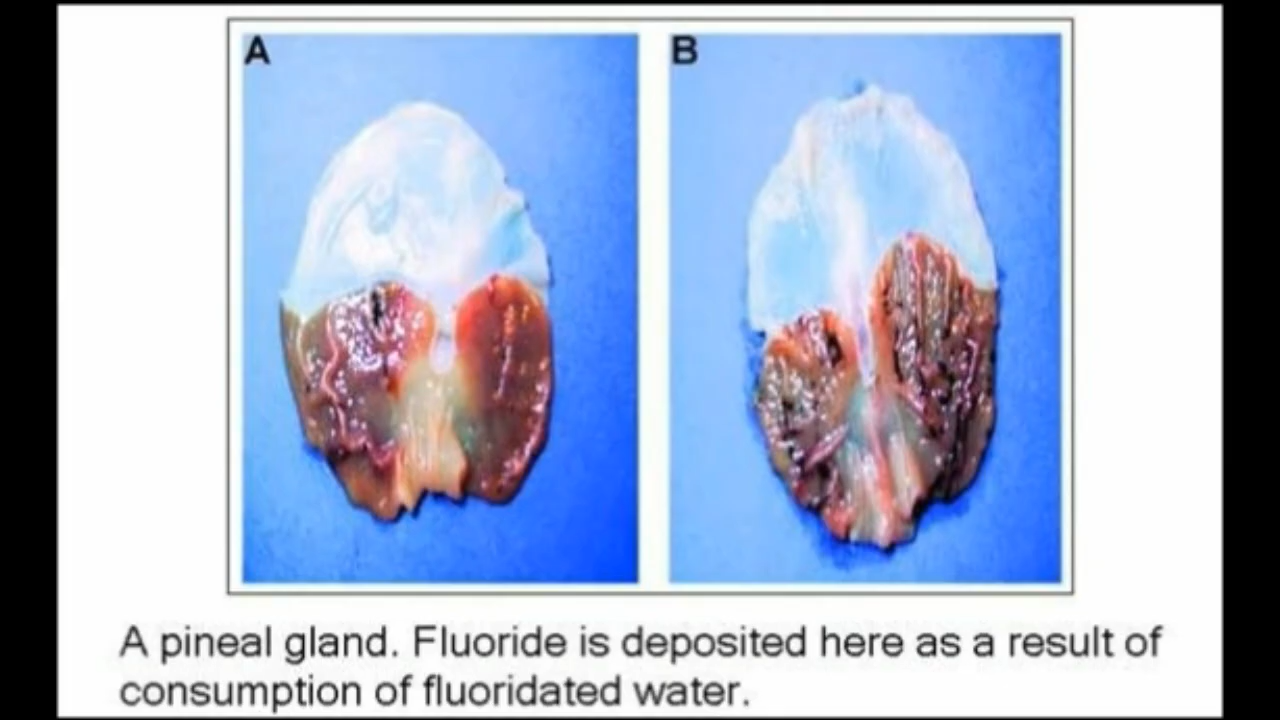 A B
A pineal gland. Fluoride is deposited here as a result of
consumption of fluoridated water.